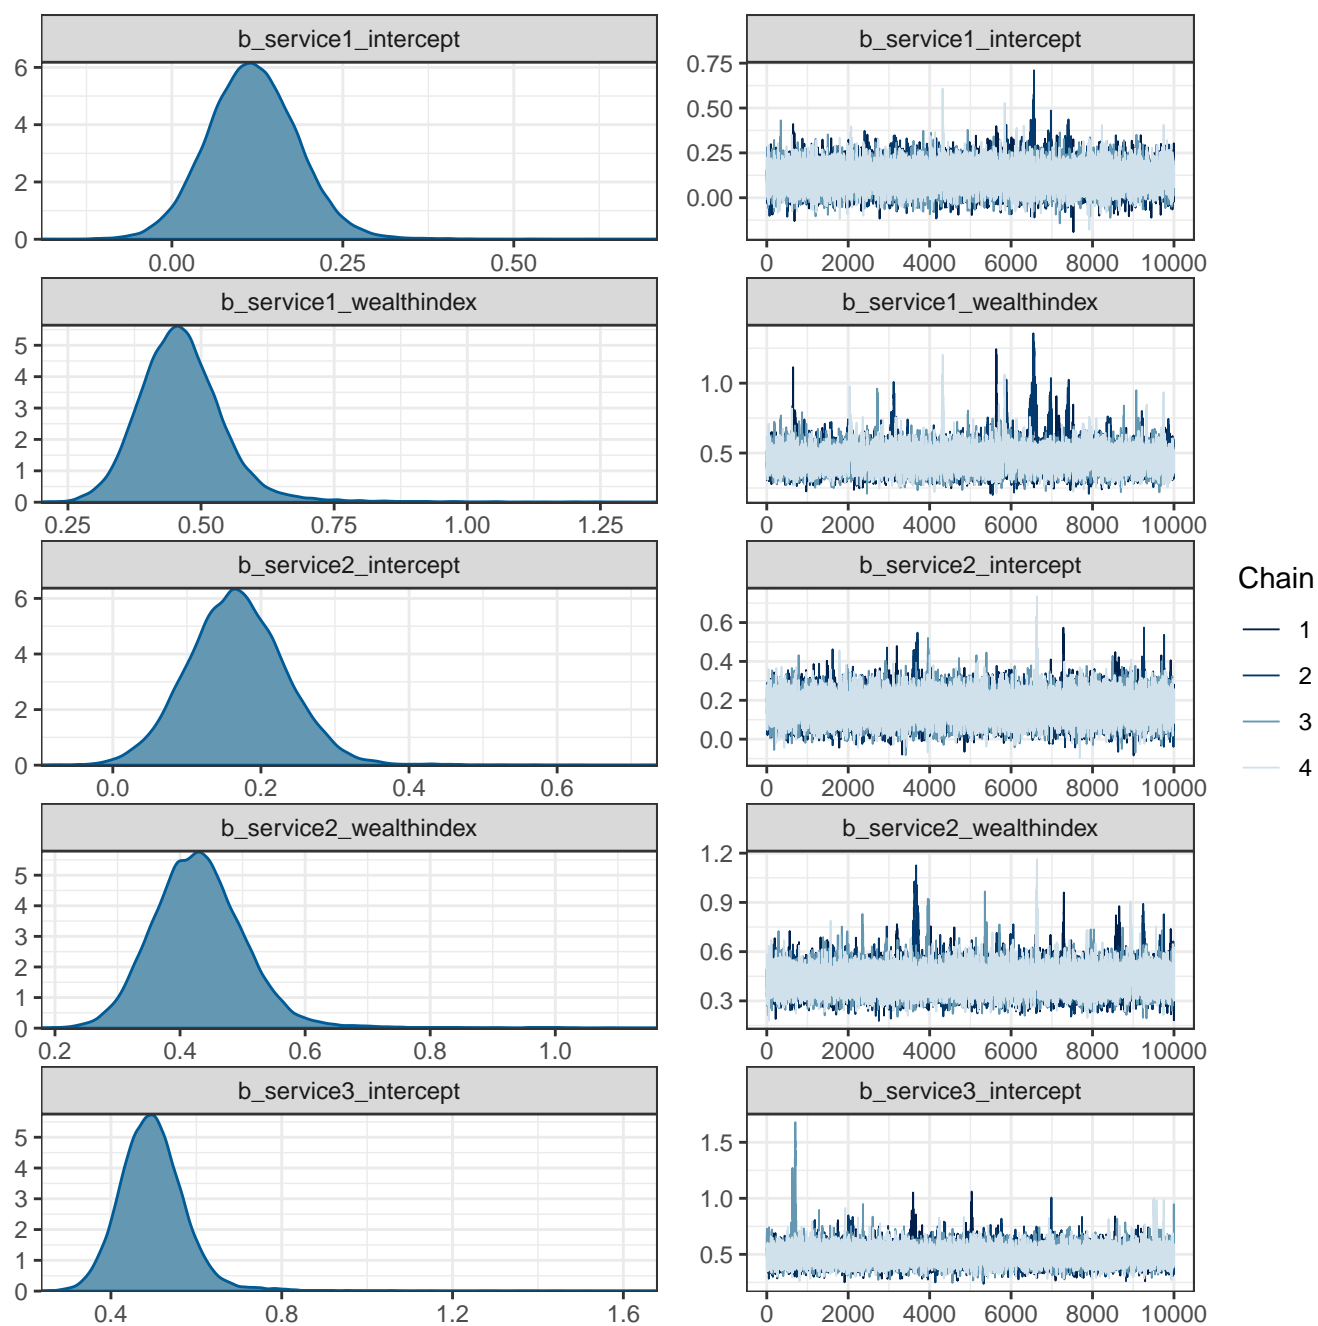 b_service1_intercept
0
2
4
6
0.00 0.25 0.50
b_service1_intercept
0.00
0.25
0.50
0.75
0 2000 4000 6000 8000 10000
b_service1_wealthindex
0
1
2
3
4
5
0.25 0.50 0.75 1.00 1.25
b_service1_wealthindex
0.5
1.0
0 2000 4000 6000 8000 10000
b_service2_intercept
0
2
4
6
0.0 0.2 0.4 0.6
b_service2_intercept
0.0
0.2
0.4
0.6
0 2000 4000 6000 8000 10000
b_service2_wealthindex
0
1
2
3
4
5
0.2 0.4 0.6 0.8 1.0
b_service2_wealthindex
0.3
0.6
0.9
1.2
0 2000 4000 6000 8000 10000
b_service3_intercept
0
1
2
3
4
5
0.4 0.8 1.2 1.6
b_service3_intercept
0.5
1.0
1.5
0 2000 4000 6000 8000 10000
Chain
1
2
3
4